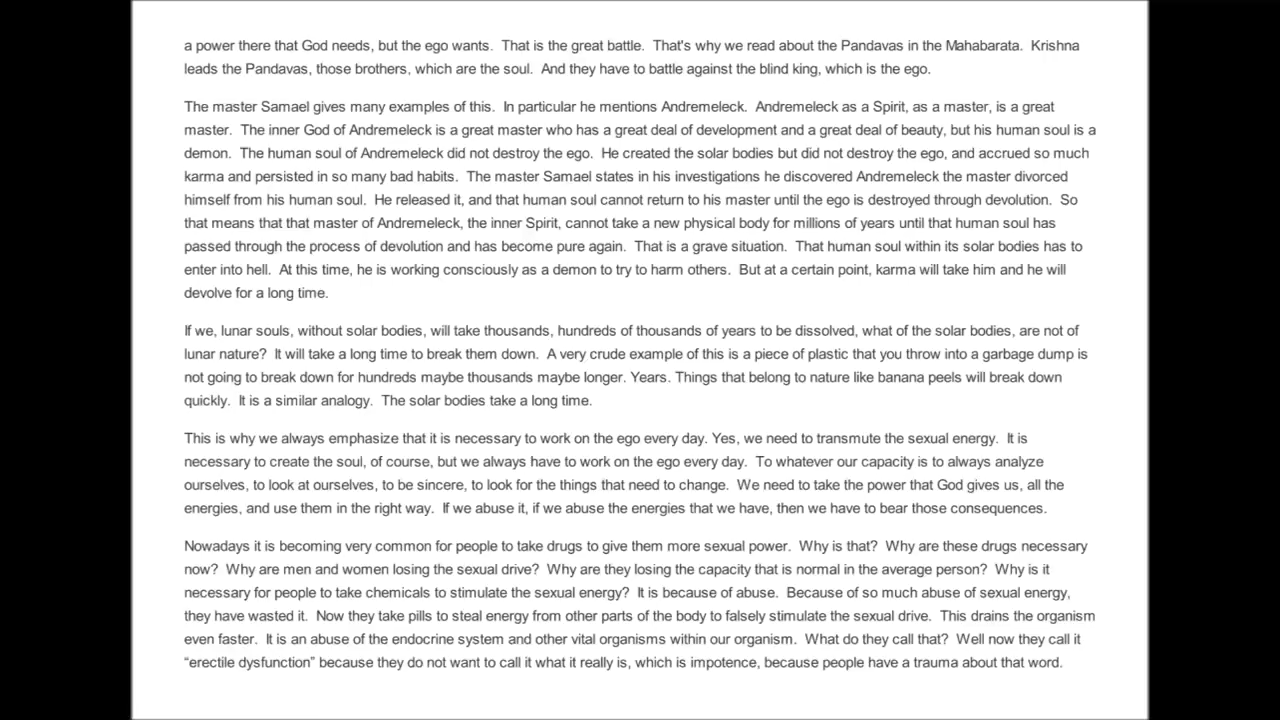 a power there that God needs, but the ego wants.  That is the great battle.  That's why we read about the Pandavas in the Mahabarata.  Krishna
leads the Pandavas, those brothers, which are the soul.  And they have to battle against the blind king, which is the ego.
The master Samael gives many examples of this.  In particular he mentions Andremeleck.  Andremeleck as a Spirit, as a master, is a great
master.  The inner God of Andremeleck is a great master who has a great deal of development and a great deal of beauty, but his human soul is a
demon.  The human soul of Andremeleck did not destroy the ego.  He created the solar bodies but did not destroy the ego, and accrued so much
karma and persisted in so many bad habits.  The master Samael states in his investigations he discovered Andremeleck the master divorced
himself from his human soul.  He released it, and that human soul cannot return to his master until the ego is destroyed through devolution.  So
that means that that master of Andremeleck, the inner Spirit, cannot take a new physical body for millions of years until that human soul has
passed through the process of devolution and has become pure again.  That is a grave situation.  That human soul within its solar bodies has to
enter into hell.  At this time, he is working consciously as a demon to try to harm others.  But at a certain point, karma will take him and he will
devolve for a long time.
If we, lunar souls, without solar bodies, will take thousands, hundreds of thousands of years to be dissolved, what of the solar bodies, are not of
lunar nature?  It will take a long time to break them down.  A very crude example of this is a piece of plastic that you throw into a garbage dump is
not going to break down for hundreds maybe thousands maybe longer. Years. Things that belong to nature like banana peels will break down
quickly.  It is a similar analogy.  The solar bodies take a long time.
This is why we always emphasize that it is necessary to work on the ego every day. Yes, we need to transmute the sexual energy.  It is
necessary to create the soul, of course, but we always have to work on the ego every day.  To whatever our capacity is to always analyze
ourselves, to look at ourselves, to be sincere, to look for the things that need to change.  We need to take the power that God gives us, all the
energies, and use them in the right way.  If we abuse it, if we abuse the energies that we have, then we have to bear those consequences.
Nowadays it is becoming very common for people to take drugs to give them more sexual power.  Why is that?  Why are these drugs necessary
now?  Why are men and women losing the sexual drive?  Why are they losing the capacity that is normal in the average person?  Why is it
necessary for people to take chemicals to stimulate the sexual energy?  It is because of abuse.  Because of so much abuse of sexual energy,
they have wasted it.  Now they take pills to steal energy from other parts of the body to falsely stimulate the sexual drive.  This drains the organism
even faster.  It is an abuse of the endocrine system and other vital organisms within our organism.  What do they call that?  Well now they call it
“erectile dysfunction” because they do not want to call it what it really is, which is impotence, because people have a trauma about that word.